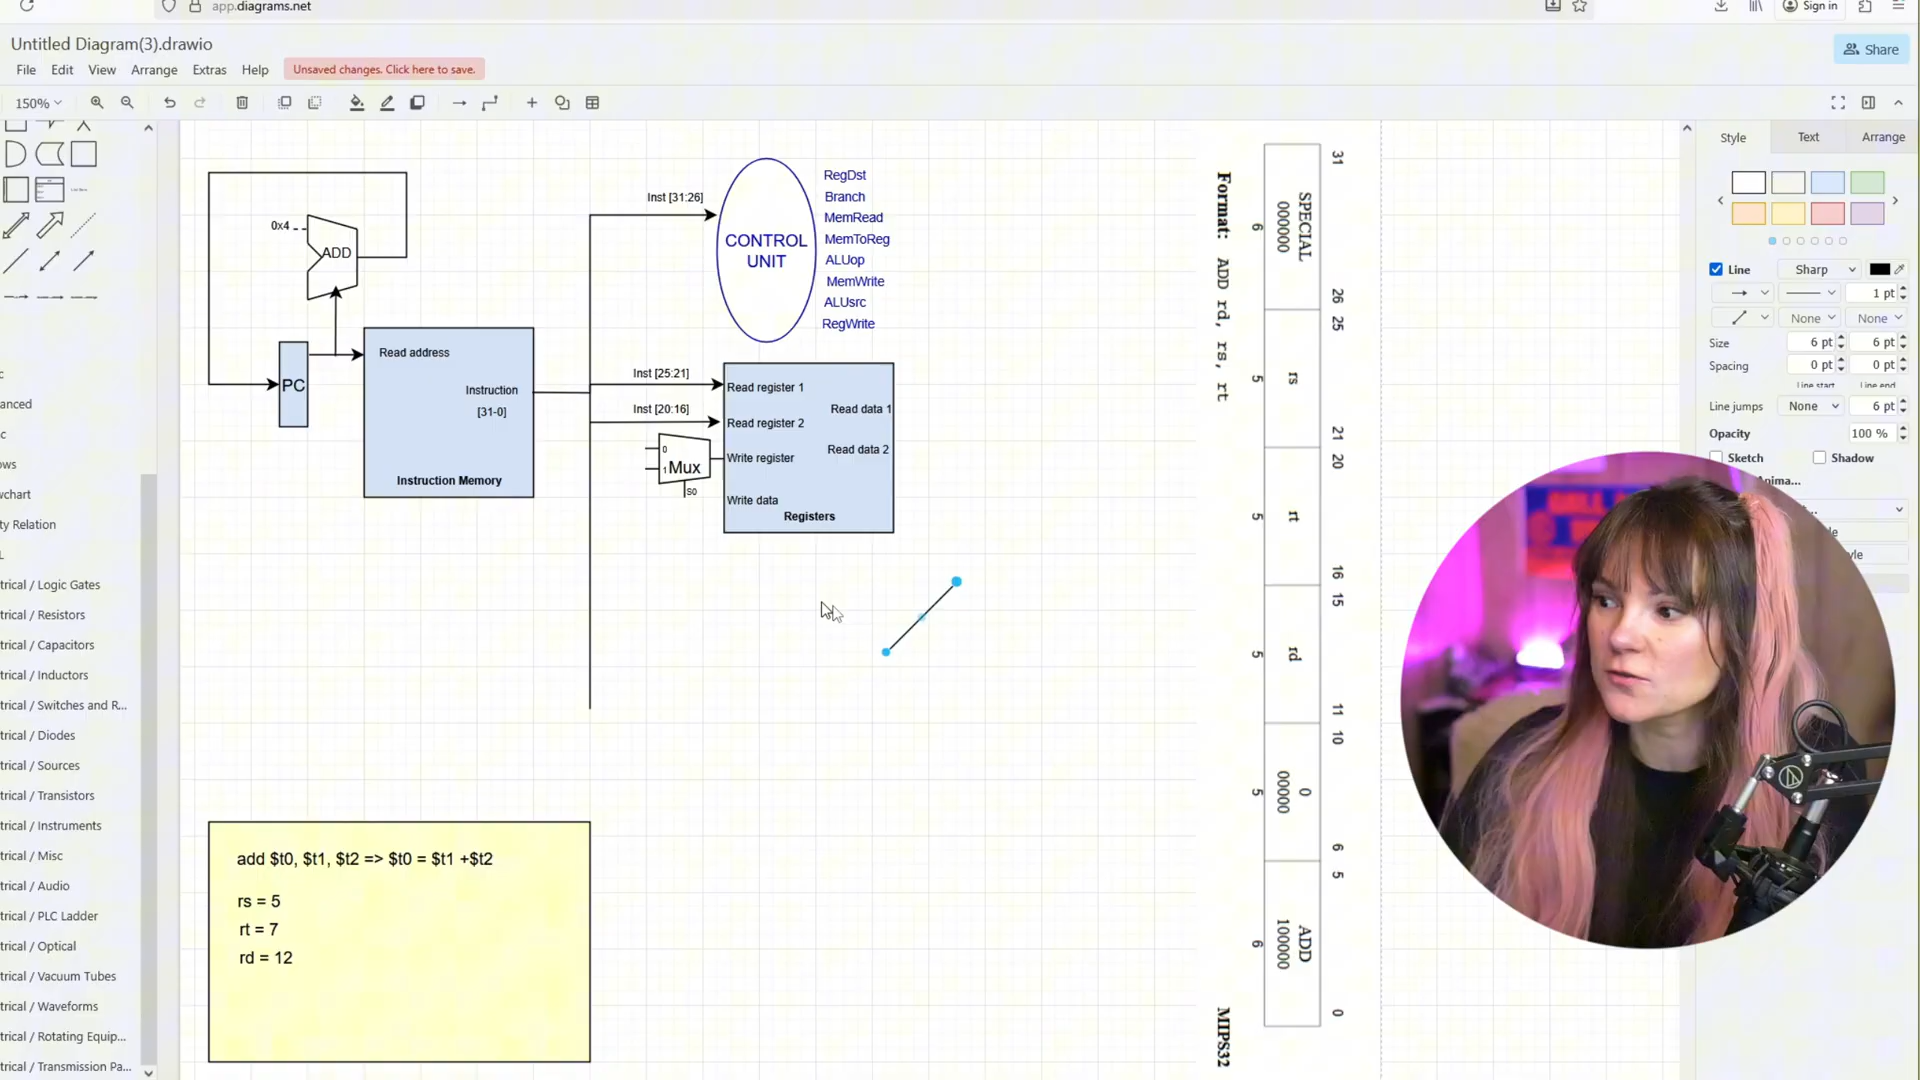 app.diagrams.net
Sign in
Untitled Diagram(3).drawio
Share
File Edit View Arrange Extras Help
Unsaved changes. Click here to save.
150%
Style Text Arrange
Line
Sharp
1 pt
None None
Size
6 pt 6 pt
Spacing
0 pt 0 pt
Line start Line end
Line jumps
None
6 pt
Opacity
100 %
Sketch
Shadow
trical / Logic Gates
trical / Resistors
trical / Capacitors
trical / Inductors
trical / Switches and R...
trical / Diodes
trical / Sources
trical / Transistors
trical / Instruments
trical / Misc
trical / Audio
trical / PLC Ladder
trical / Optical
trical / Vacuum Tubes
trical / Waveforms
trical / Rotating Equip...
trical / Transmission Pa...
anced
ows
wchart
ty Relation
0x4
ADD
PC
Read address
Instruction
[31-0]
Instruction Memory
Inst [31:26]
CONTROL
UNIT
RegDst
Branch
MemRead
MemToReg
ALUop
MemWrite
ALUsrc
RegWrite
Inst [25:21]
Inst [20:16]
Read register 1
Read register 2
Write register
Write data
Read data 1
Read data 2
Registers
0
1
Mux
S0
add $t0, $t1, $t2 => $t0 = $t1 +$t2
rs = 5
rt = 7
rd = 12
Format: ADD rd, rs, rt
MIPS32
31 26 25 21 20 16 15 11 10 6 5 0
SPECIAL
000000
rs
rt
rd
0
00000
ADD
100000
6 5 5 5 5 6